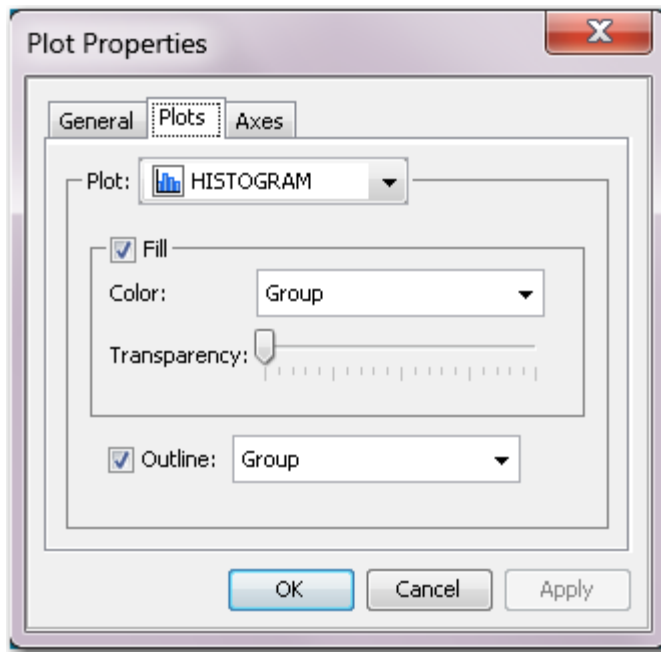 Plot Properties
General Plots Axes
Plot: HISTOGRAM
Fill
Color: Group
Transparency:
Outline: Group
OK Cancel Apply